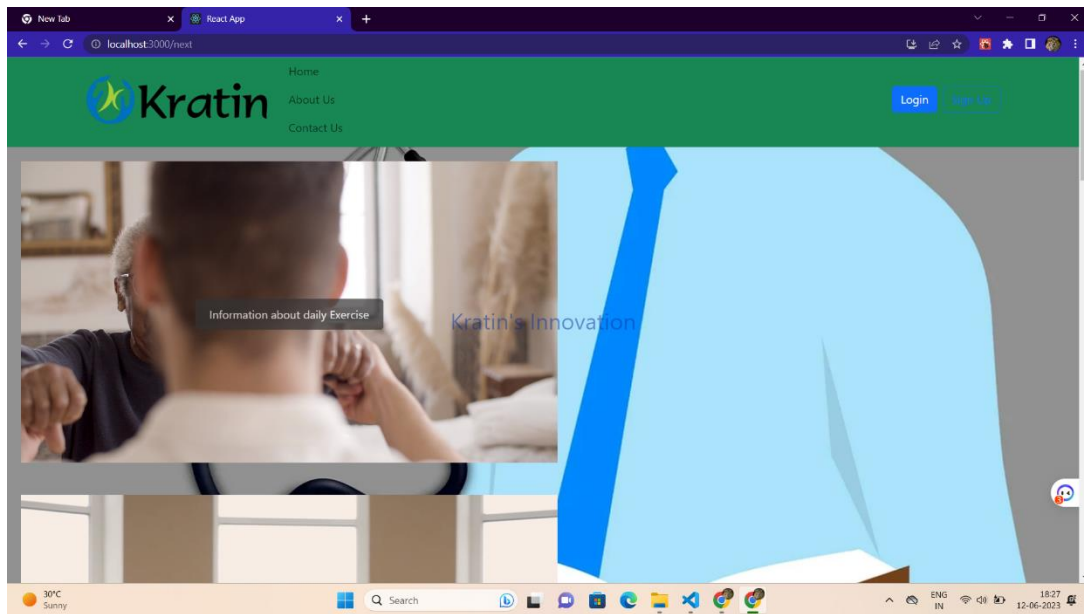 New Tab
React App
localhost:3000/next
Kratin
Home
About Us
Contact Us
Login
Sign Up
Information about daily Exercise
Kratin's Innovation
30°C
Sunny
Search
ENG
IN
18:27
12-06-2023